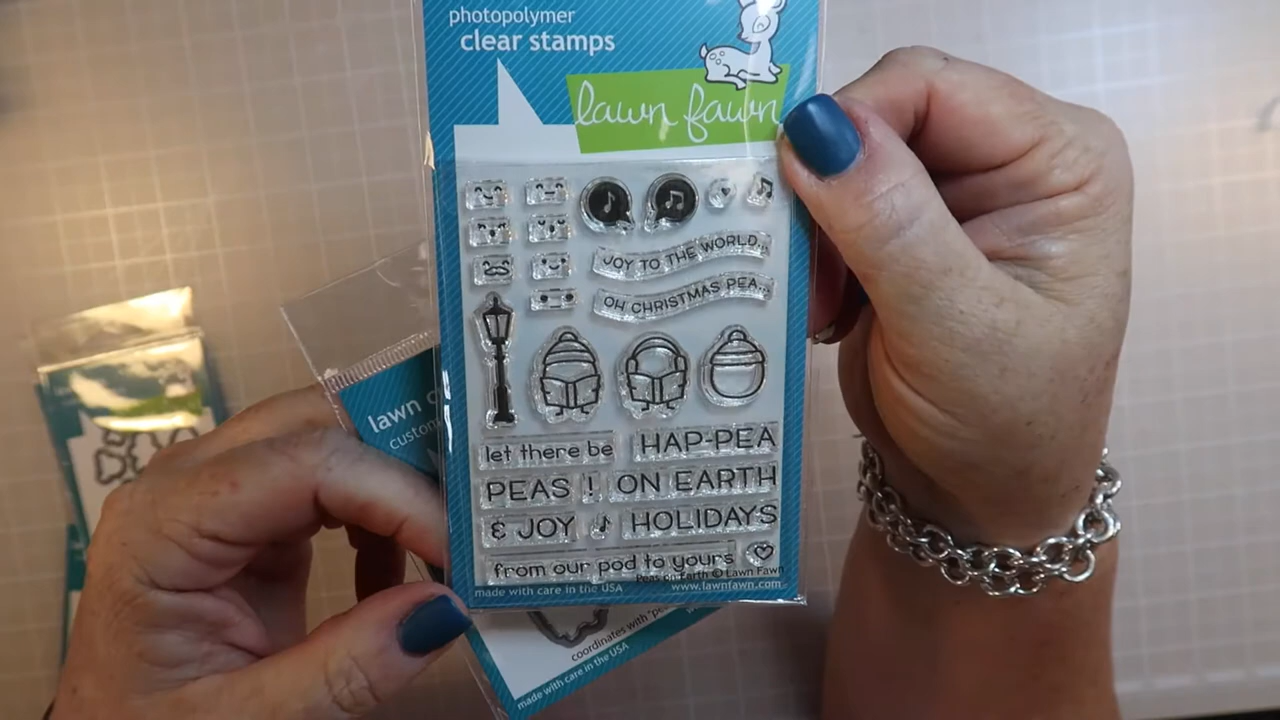 photopolymer
clear stamps
lawn fawn
JOY TO THE WORLD...
OH CHRISTMAS PEA...
let there be
HAP-PEA
PEAS ! ON EARTH
& JOY
HOLIDAYS
from our pod to yours
Peas on Earth © Lawn Fawn
made with care in the USA
www.lawnfawn.com
lawn
custom
coordinates with "pea
made with care in the USA